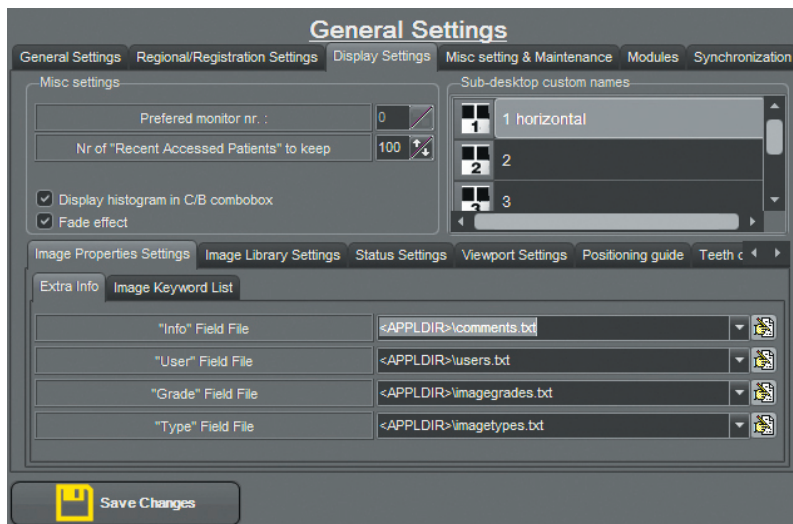 General Settings
General Settings Regional/Registration Settings Display Settings Misc setting & Maintenance Modules Synchronization
Misc settings
Prefered monitor nr. : 0
Nr of "Recent Accessed Patients" to keep 100
Display histogram in C/B combobox
Fade effect
Sub-desktop custom names
1 1 horizontal
2 2
3 3
Image Properties Settings Image Library Settings Status Settings Viewport Settings Positioning guide Teeth
Extra Info Image Keyword List
"Info" Field File <APPLDIR>\comments.txt
"User" Field File <APPLDIR>\users.txt
"Grade" Field File <APPLDIR>\imagegrades.txt
"Type" Field File <APPLDIR>\imagetypes.txt
Save Changes